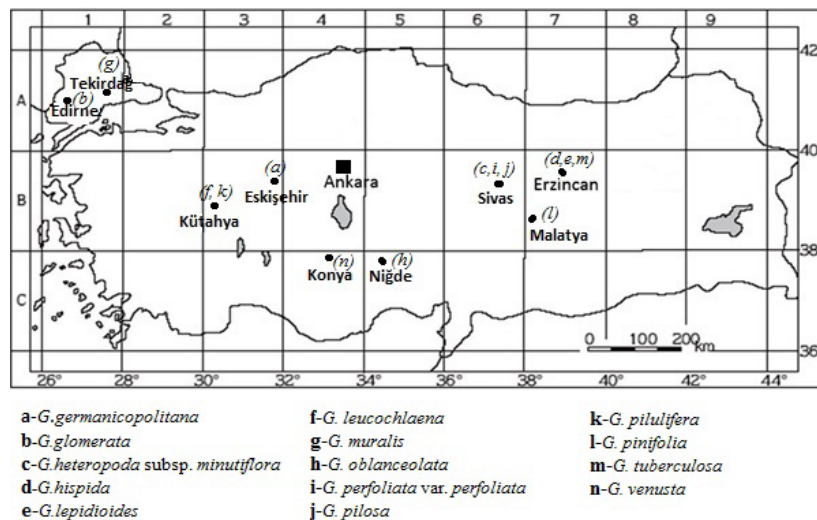 1 2 3 4 5 6 7 8 9
42°
(g)
Tekirdağ
A
(b)
Edirne
40
(a) (c,i, j) (d,e,m)
Ankara
(f, k) Eskişehir Sivas Erzincan
B
Kütahya (l)
Malatya
38
(n) (h)
Konya Niğde
C
0 100 200
km
36
26° 28 30 32 34 36 38 40 42 44°
a-G.germanicopolitana
b-G.glomerata
c-G.heteropoda subsp. minutiflora
d-G.hispida
e-G.lepidioides
f-G. leucochlaena
g-G. muralis
h-G. oblanceolata
i-G. perfoliata var. perfoliata
j-G. pilosa
k-G. pilulifera
l-G. pinifolia
m-G. tuberculosa
n-G. venusta